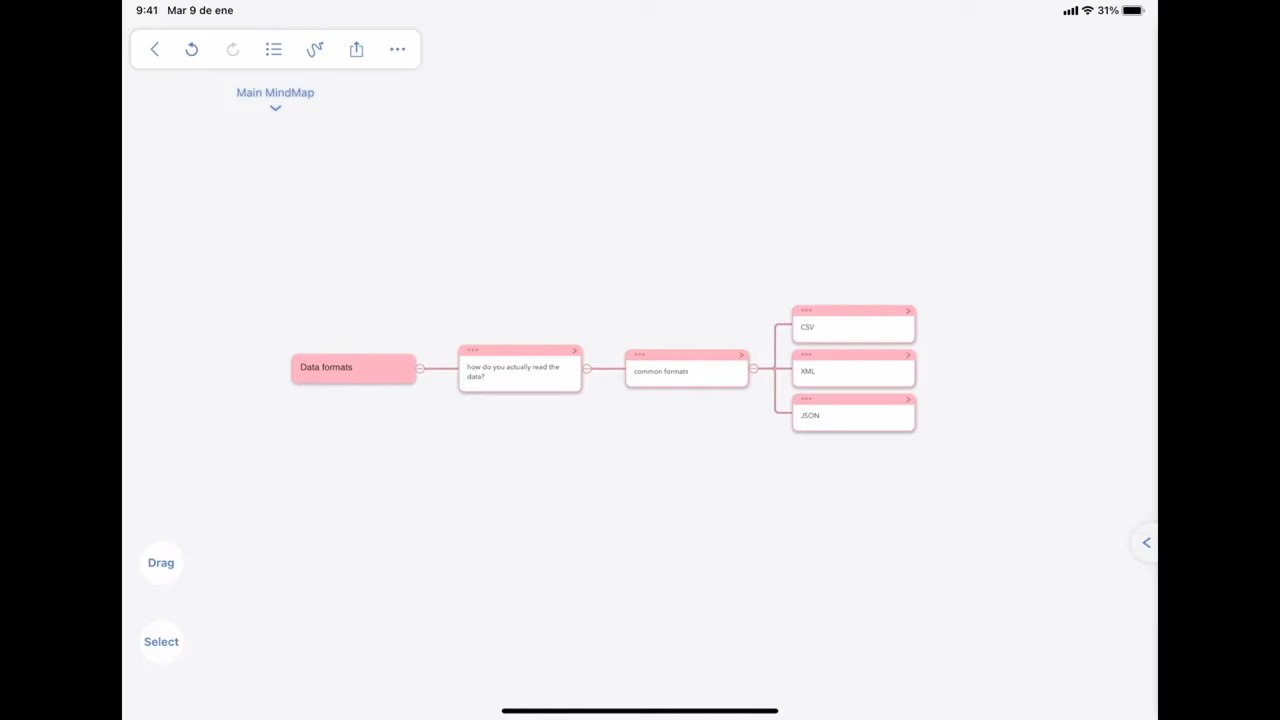 9:41 Mar 9 de ene 31%
Main MindMap
CSV
Data formats
how do you actually read the
data?
common formats
XML
JSON
Drag
Select